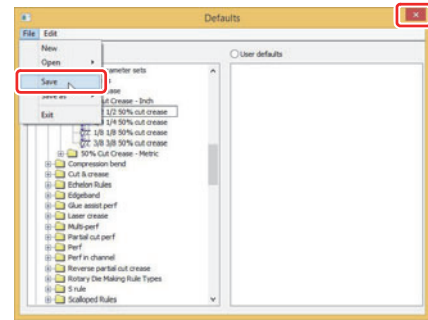 Defaults
File Edit
New
Open
Save
Save as
Exit
User defaults
ameter sets
ase
ut Crease - Inch
1/2 50% cut crease
1/4 50% cut crease
1/8 1/8 50% cut crease
3/8 3/8 50% cut crease
50% Cut Crease - Metric
Compression bend
Cut & crease
Echelon Rules
Edgeband
Glue assist perf
Laser crease
Multi-perf
Partial cut perf
Perf
Perf in channel
Reverse partial cut crease
Rotary Die Making Rule Types
S rule
Scalloped Rules